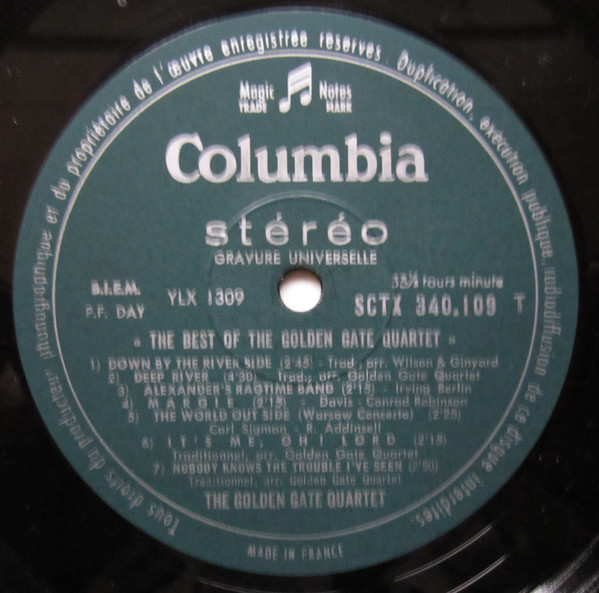 Tous droits du producteur phonographique et du propriétaire de l'œuvre enregistrée réservés. Duplication, exécution publique, radiodiffusion de ce disque interdites.
Magic Notes
TRADE MARK
Columbia
stéréo
GRAVURE UNIVERSELLE
B.I.E.M. YLX 1309 33⅓ tours minute
P.F. DAY SCTX 340.109 T
« THE BEST OF THE GOLDEN GATE QUARTET »
1) DOWN BY THE RIVER SIDE (2'45) - Trad., arr. Wilson & Ginyard
2) DEEP RIVER (4'30) - Trad., arr. Golden Gate Quartet
3) ALEXANDER'S RAGTIME BAND (2'15) - Irving Berlin
4) MARGIE (2'15) - Davis - Conrad Robinson
5) THE WORLD OUT SIDE (Warsaw Concerto) (2'25)
Carl Sigman - R. Addinsell
6) IT'S ME, OH! LORD (2'15)
Traditionnel, arr. Golden Gate Quartet
7) NOBODY KNOWS THE TROUBLE I'VE SEEN (2'50)
Traditionnel, arr. Golden Gate Quartet
THE GOLDEN GATE QUARTET
MADE IN FRANCE